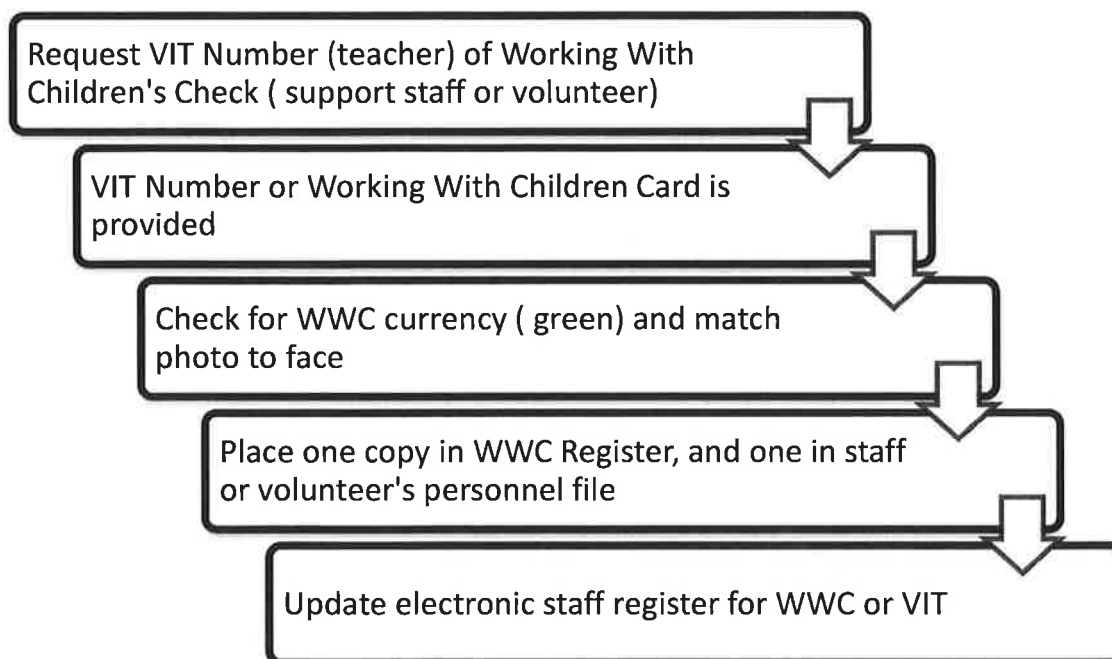 Request VIT Number (teacher) of Working With
Children's Check ( support staff or volunteer)
VIT Number or Working With Children Card is
provided
Check for WWC currency ( green) and match
photo to face
Place one copy in WWC Register, and one in staff
or volunteer's personnel file
Update electronic staff register for WWC or VIT